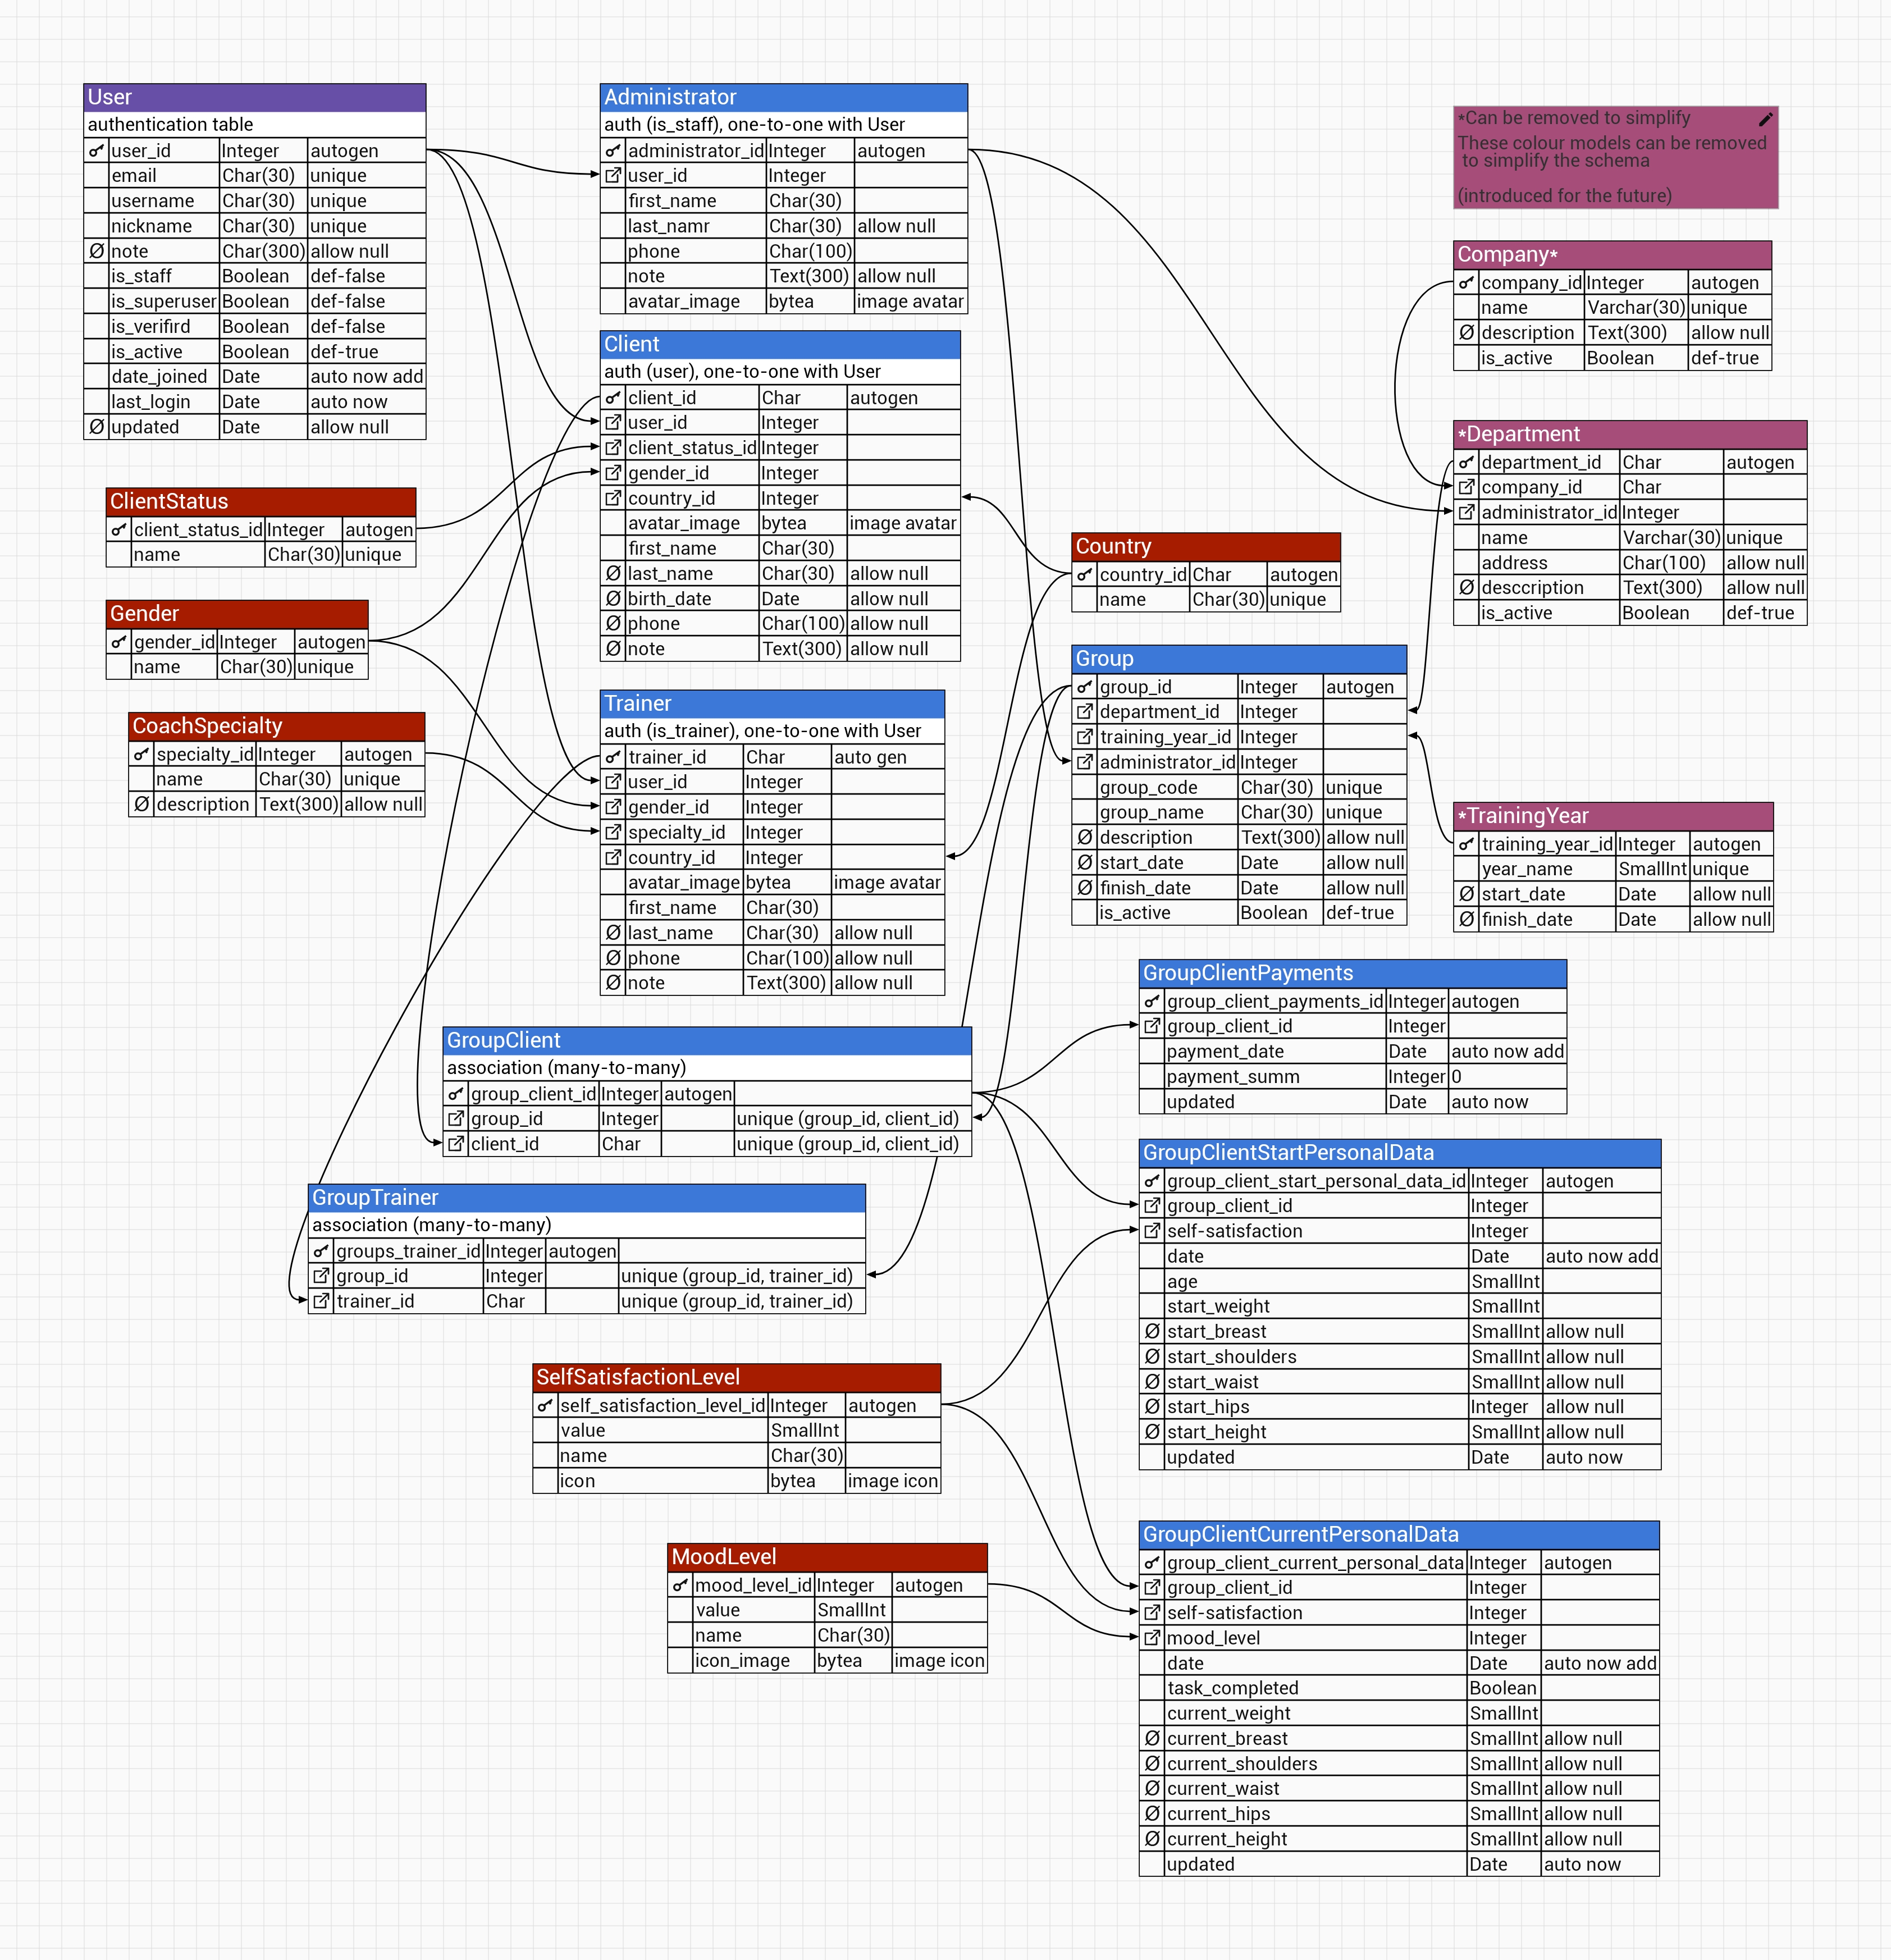 User
authentication table
user_id Integer autogen
email Char(30) unique
username Char(30) unique
nickname Char(30) unique
Ø note Char(300) allow null
is_staff Boolean def-false
is_superuser Boolean def-false
is_verifird Boolean def-false
is_active Boolean def-true
date_joined Date auto now add
last_login Date auto now
Ø updated Date allow null
ClientStatus
client_status_id Integer autogen
name Char(30) unique
Gender
gender_id Integer autogen
name Char(30) unique
CoachSpecialty
specialty_id Integer autogen
name Char(30) unique
Ø description Text(300) allow null
Administrator
auth (is_staff), one-to-one with User
administrator_id Integer autogen
user_id Integer
first_name Char(30)
last_namr Char(30) allow null
phone Char(100)
note Text(300) allow null
avatar_image bytea image avatar
Client
auth (user), one-to-one with User
client_id Char autogen
user_id Integer
client_status_id Integer
gender_id Integer
country_id Integer
avatar_image bytea image avatar
first_name Char(30)
Ø last_name Char(30) allow null
Ø birth_date Date allow null
Ø phone Char(100) allow null
Ø note Text(300) allow null
Trainer
auth (is_trainer), one-to-one with User
trainer_id Char auto gen
user_id Integer
gender_id Integer
specialty_id Integer
country_id Integer
avatar_image bytea image avatar
first_name Char(30)
Ø last_name Char(30) allow null
Ø phone Char(100) allow null
Ø note Text(300) allow null
*Can be removed to simplify
These colour models can be removed
to simplify the schema
(introduced for the future)
Company*
company_id Integer autogen
name Varchar(30) unique
Ø description Text(300) allow null
is_active Boolean def-true
*Department
department_id Char autogen
company_id Char
administrator_id Integer
name Varchar(30) unique
address Char(100) allow null
Ø desccription Text(300) allow null
is_active Boolean def-true
Country
country_id Char autogen
name Char(30) unique
Group
group_id Integer autogen
department_id Integer
training_year_id Integer
administrator_id Integer
group_code Char(30) unique
group_name Char(30) unique
Ø description Text(300) allow null
Ø start_date Date allow null
Ø finish_date Date allow null
is_active Boolean def-true
*TrainingYear
training_year_id Integer autogen
year_name SmallInt unique
Ø start_date Date allow null
Ø finish_date Date allow null
GroupClient
association (many-to-many)
group_client_id Integer autogen
group_id Integer unique (group_id, client_id)
client_id Char unique (group_id, client_id)
GroupTrainer
association (many-to-many)
groups_trainer_id Integer autogen
group_id Integer unique (group_id, trainer_id)
trainer_id Char unique (group_id, trainer_id)
GroupClientPayments
group_client_payments_id Integer autogen
group_client_id Integer
payment_date Date auto now add
payment_summ Integer 0
updated Date auto now
GroupClientStartPersonalData
group_client_start_personal_data_id Integer autogen
group_client_id Integer
self-satisfaction Integer
date Date auto now add
age SmallInt
start_weight SmallInt
Ø start_breast SmallInt allow null
Ø start_shoulders SmallInt allow null
Ø start_waist SmallInt allow null
Ø start_hips Integer allow null
Ø start_height SmallInt allow null
updated Date auto now
SelfSatisfactionLevel
self_satisfaction_level_id Integer autogen
value SmallInt
name Char(30)
icon bytea image icon
MoodLevel
mood_level_id Integer autogen
value SmallInt
name Char(30)
icon_image bytea image icon
GroupClientCurrentPersonalData
group_client_current_personal_data Integer autogen
group_client_id Integer
self-satisfaction Integer
mood_level Integer
date Date auto now add
task_completed Boolean
current_weight SmallInt
Ø current_breast SmallInt allow null
Ø current_shoulders SmallInt allow null
Ø current_waist SmallInt allow null
Ø current_hips SmallInt allow null
Ø current_height SmallInt allow null
updated Date auto now